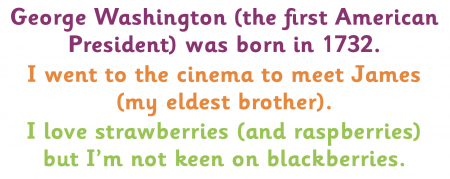 George Washington (the first American
President) was born in 1732.
I went to the cinema to meet James
(my eldest brother).
I love strawberries (and raspberries)
but I'm not keen on blackberries.